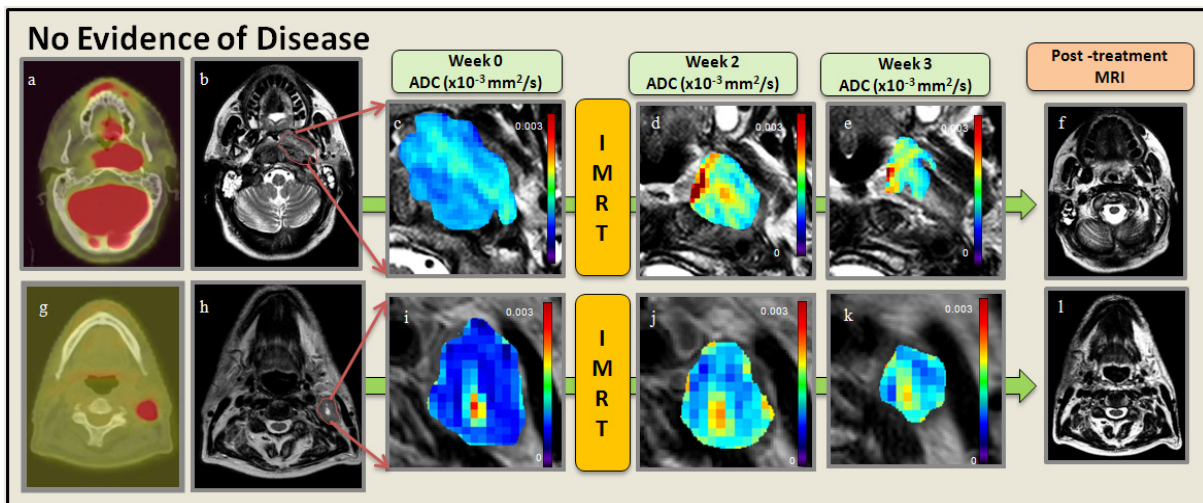 No Evidence of Disease
Week 0
ADC (x10⁻³ mm²/s)
Week 2
ADC (x10⁻³ mm²/s)
Week 3
ADC (x10⁻³ mm²/s)
Post -treatment
MRI
a
b
c
0.003
0
I
M
R
T
d
0.003
0
e
0.003
0
f
g
h
i
0.003
0
I
M
R
T
j
0.003
0
k
0.003
0
l